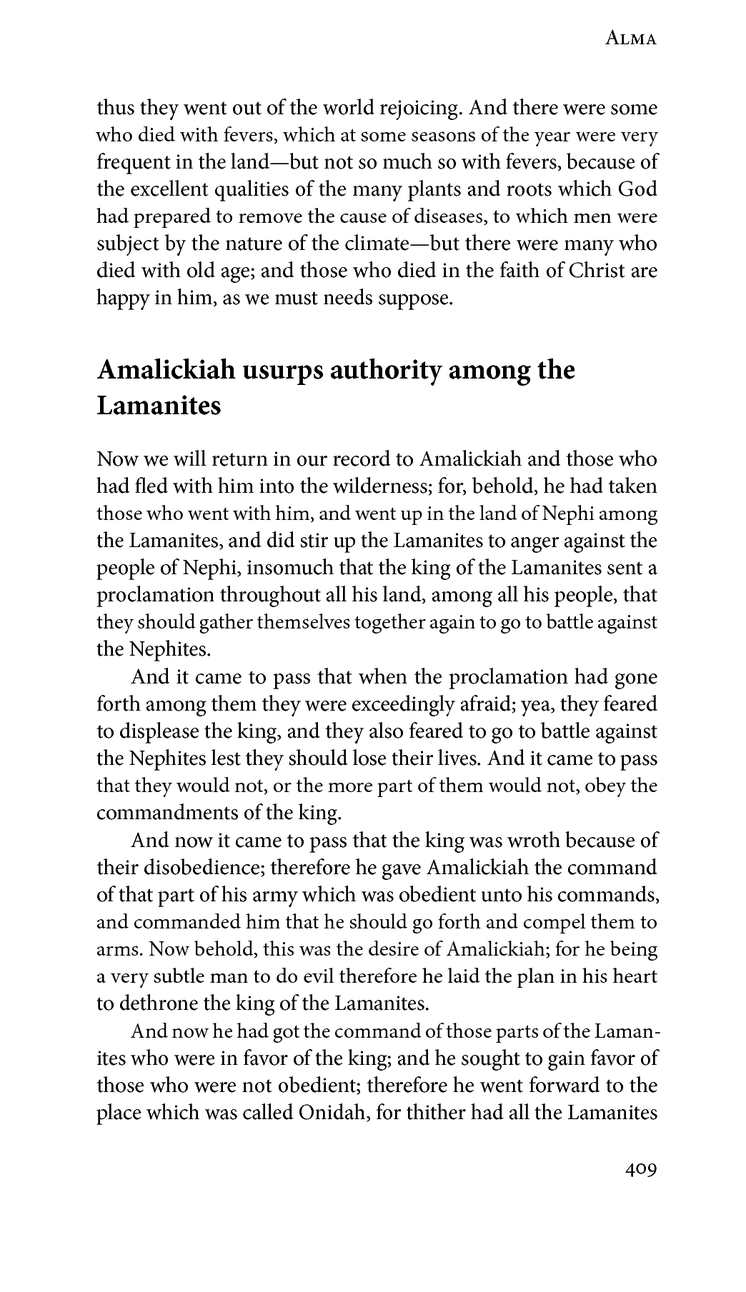 Alma
thus they went out of the world rejoicing. And there were some
who died with fevers, which at some seasons of the year were very
frequent in the land—but not so much so with fevers, because of
the excellent qualities of the many plants and roots which God
had prepared to remove the cause of diseases, to which men were
subject by the nature of the climate—but there were many who
died with old age; and those who died in the faith of Christ are
happy in him, as we must needs suppose.
Amalickiah usurps authority among the
Lamanites
Now we will return in our record to Amalickiah and those who
had fled with him into the wilderness; for, behold, he had taken
those who went with him, and went up in the land of Nephi among
the Lamanites, and did stir up the Lamanites to anger against the
people of Nephi, insomuch that the king of the Lamanites sent a
proclamation throughout all his land, among all his people, that
they should gather themselves together again to go to battle against
the Nephites.
And it came to pass that when the proclamation had gone
forth among them they were exceedingly afraid; yea, they feared
to displease the king, and they also feared to go to battle against
the Nephites lest they should lose their lives. And it came to pass
that they would not, or the more part of them would not, obey the
commandments of the king.
And now it came to pass that the king was wroth because of
their disobedience; therefore he gave Amalickiah the command
of that part of his army which was obedient unto his commands,
and commanded him that he should go forth and compel them to
arms. Now behold, this was the desire of Amalickiah; for he being
a very subtle man to do evil therefore he laid the plan in his heart
to dethrone the king of the Lamanites.
And now he had got the command of those parts of the Laman-
ites who were in favor of the king; and he sought to gain favor of
those who were not obedient; therefore he went forward to the
place which was called Onidah, for thither had all the Lamanites
409